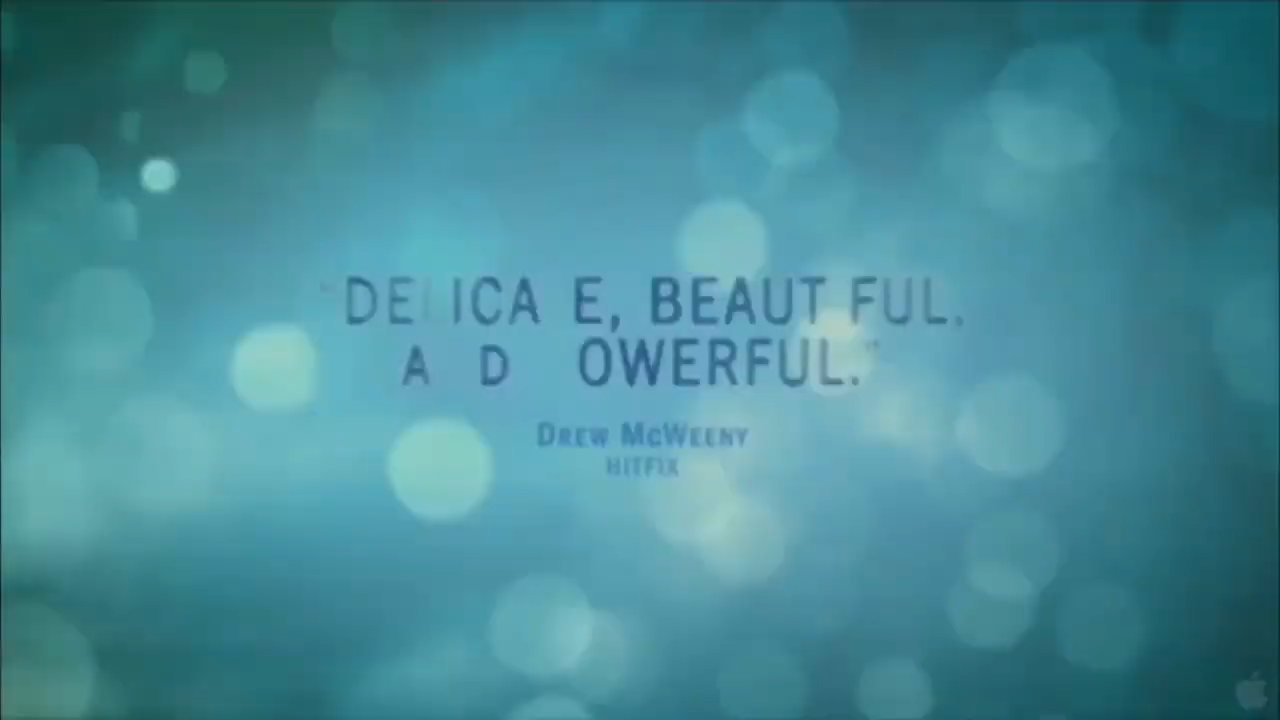 "DELICA E, BEAUT FUL,
A D OWERFUL."
DREW MCWEENY
HITFIX